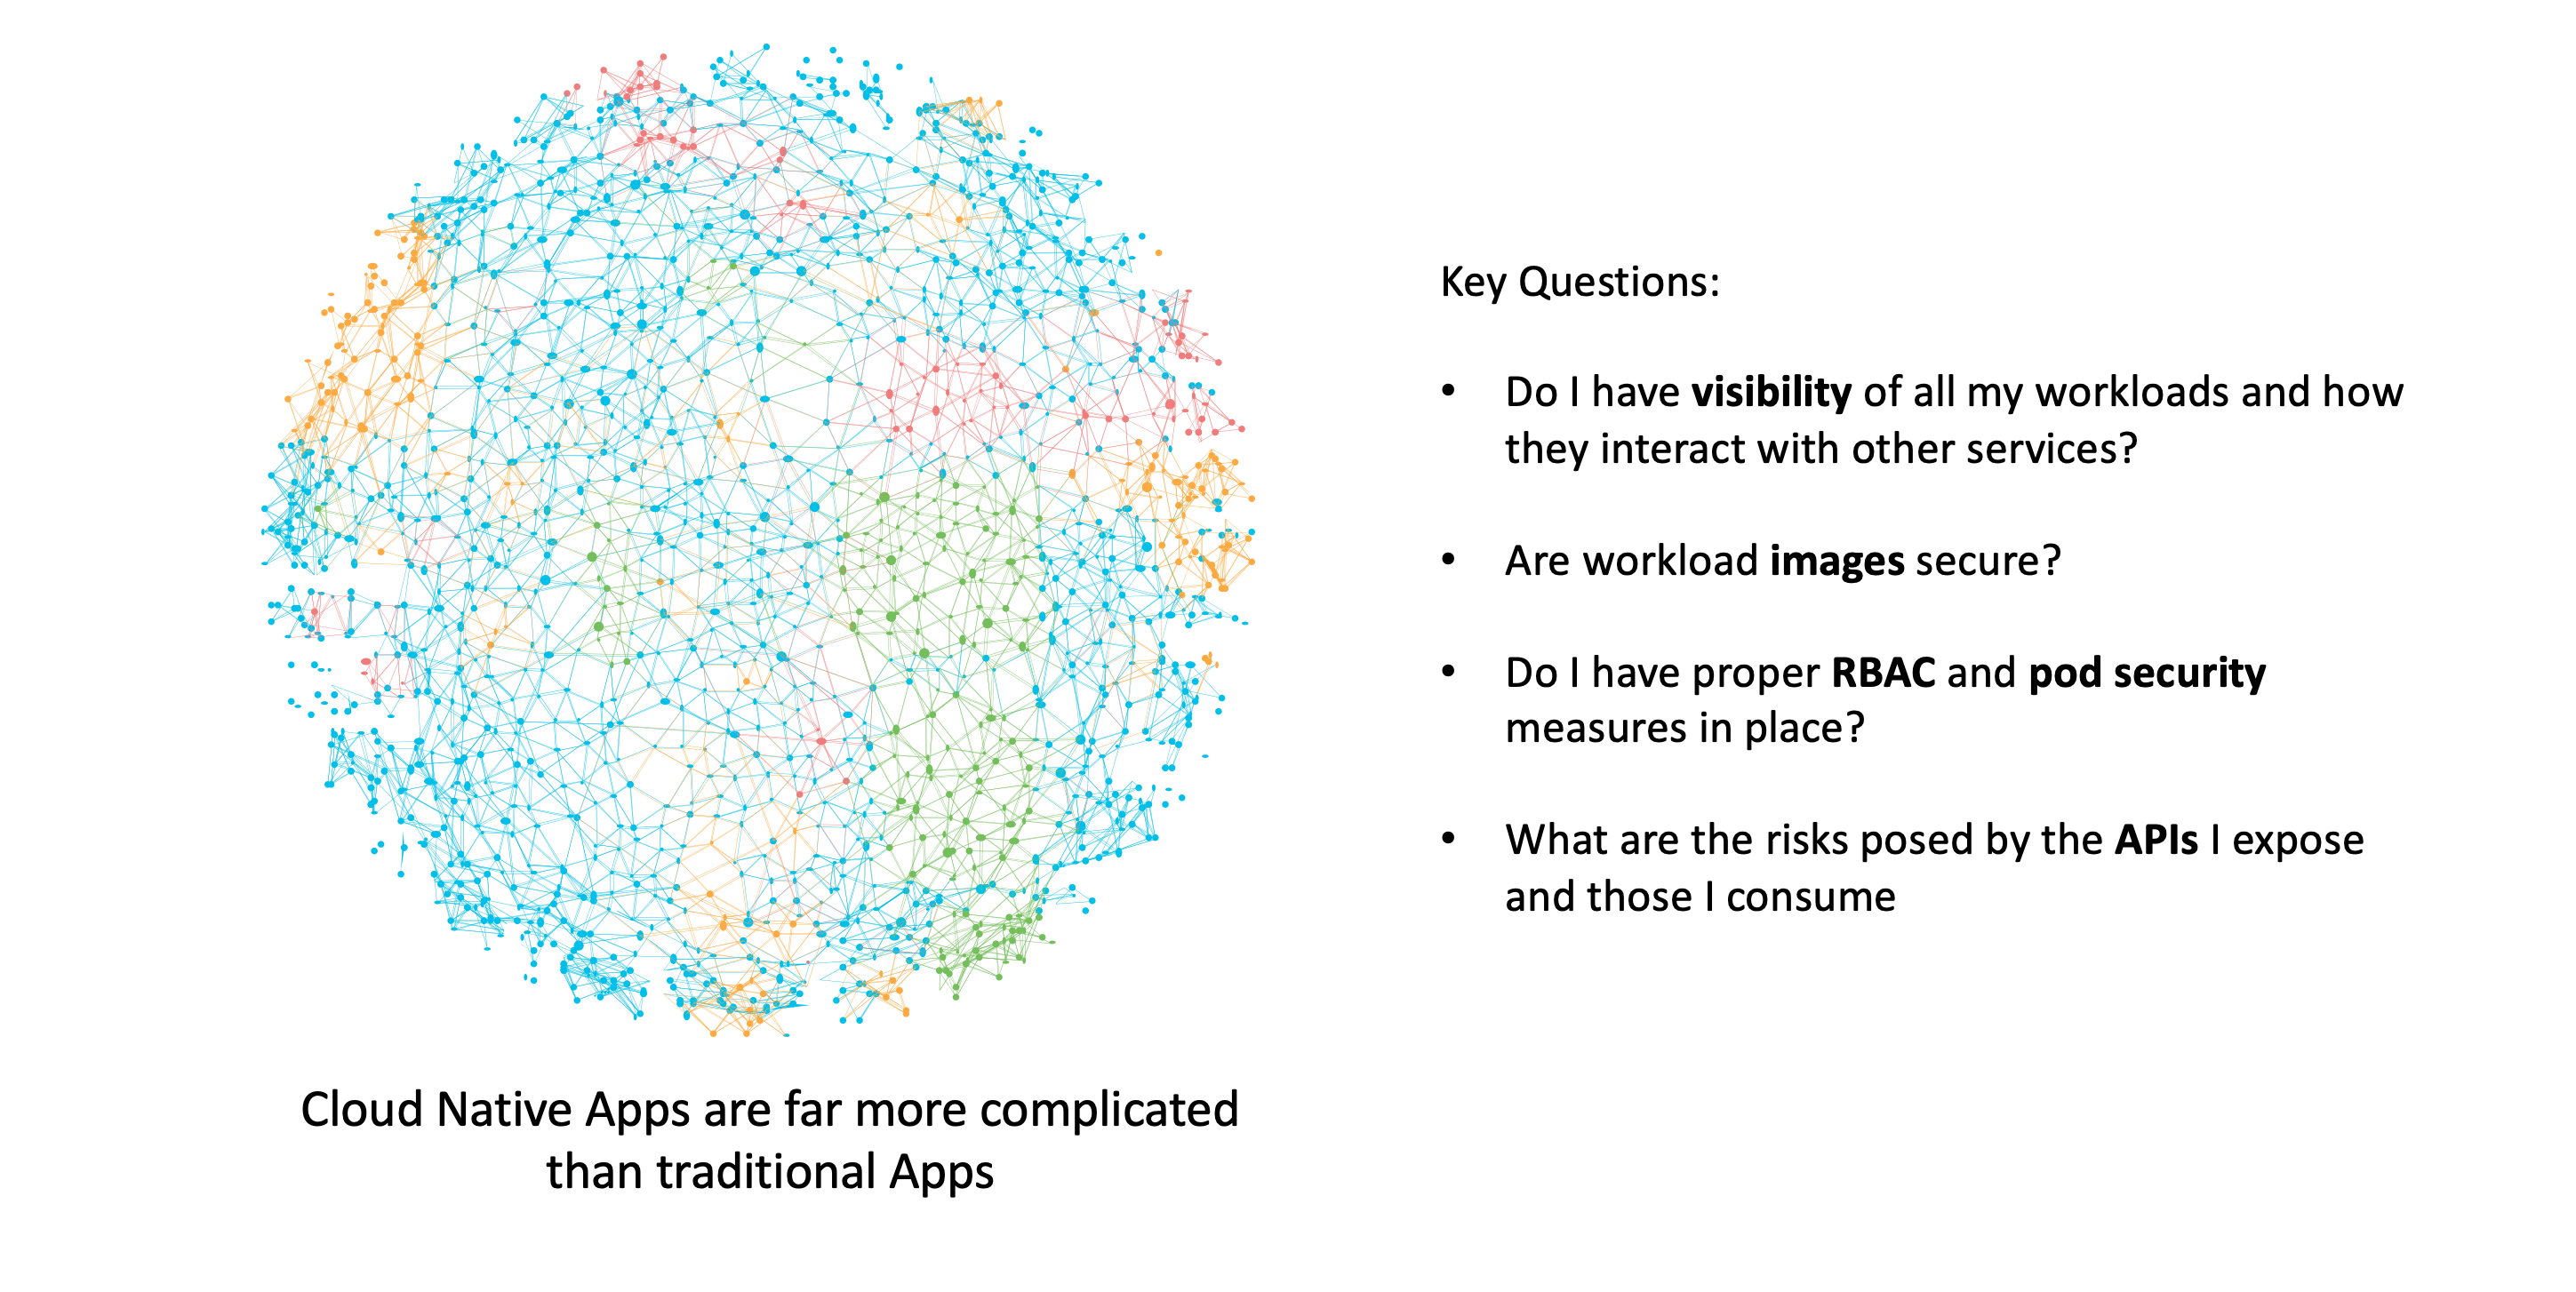 Key Questions:
• Do I have visibility of all my workloads and how
they interact with other services?
• Are workload images secure?
• Do I have proper RBAC and pod security
measures in place?
• What are the risks posed by the APIs I expose
and those I consume
Cloud Native Apps are far more complicated
than traditional Apps